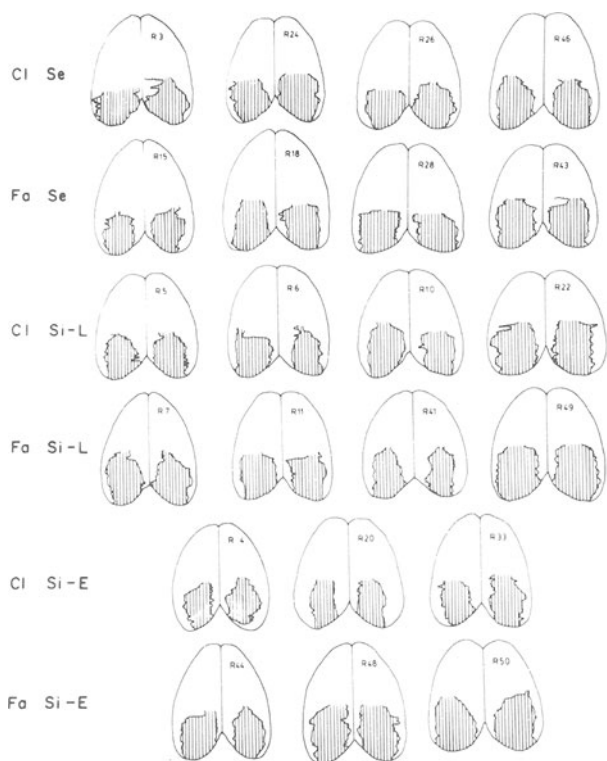 Cl Se R3 R24 R26 R46
Fa Se R15 R18 R28 R43
Cl Si-L R5 R6 R10 R22
Fa Si-L R7 R11 R41 R49
Cl Si-E R4 R20 R33
Fa Si-E R44 R48 R50